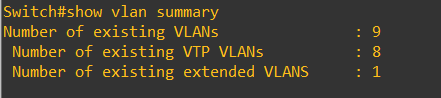 Switch#show vlan summary
Number of existing VLANs              : 9
 Number of existing VTP VLANs         : 8
 Number of existing extended VLANS    : 1